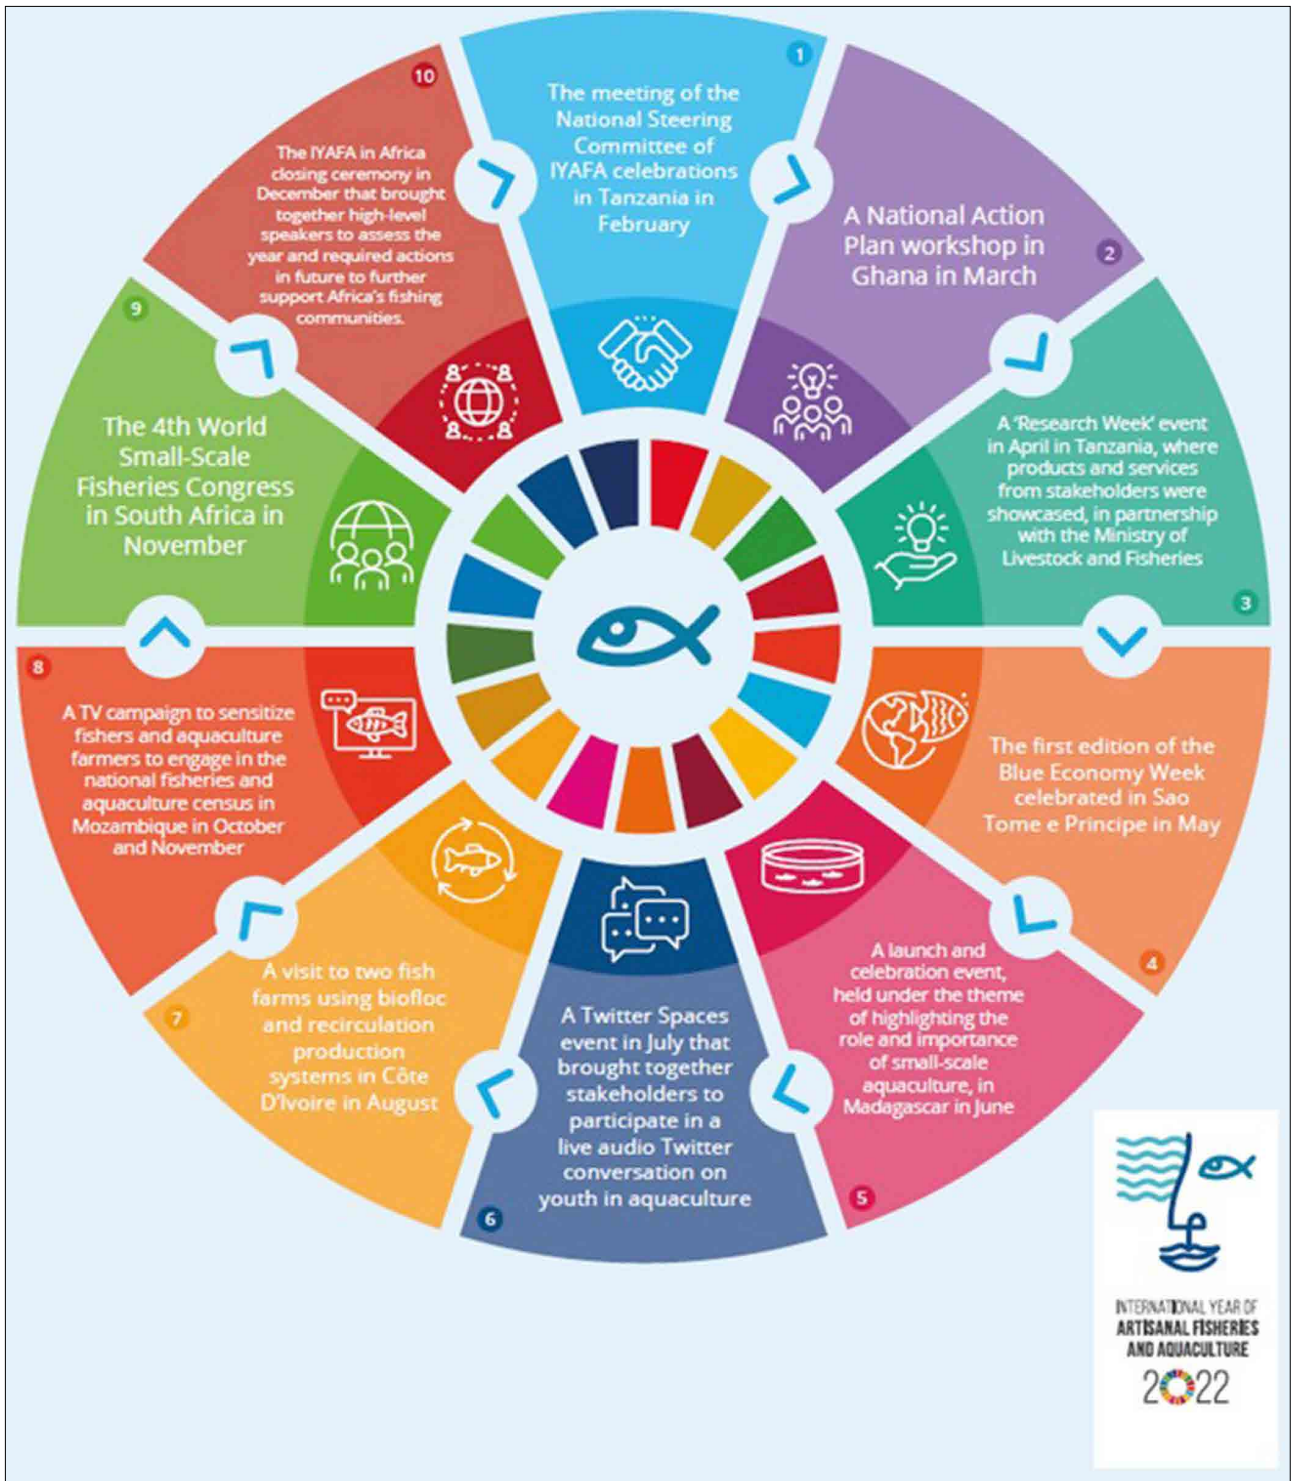 1
The meeting of the
National Steering
Committee of
IYAFA celebrations
in Tanzania in
February
A National Action
Plan workshop in
Ghana in March
2
A ‘Research Week’ event
in April in Tanzania, where
products and services
from stakeholders were
showcased, in partnership
with the Ministry of
Livestock and Fisheries
3
The first edition of the
Blue Economy Week
celebrated in Sao
Tome e Principe in May
4
A launch and
celebration event,
held under the theme
of highlighting the
role and importance
of small-scale
aquaculture, in
Madagascar in June
5
A Twitter Spaces
event in July that
brought together
stakeholders to
participate in a
live audio Twitter
conversation on
youth in aquaculture
6
A visit to two fish
farms using biofloc
and recirculation
production
systems in Côte
D’Ivoire in August
7
8
A TV campaign to sensitize
fishers and aquaculture
farmers to engage in the
national fisheries and
aquaculture census in
Mozambique in October
and November
9
The 4th World
Small-Scale
Fisheries Congress
in South Africa in
November
10
The IYAFA in Africa
closing ceremony in
December that brought
together high-level
speakers to assess the
year and required actions
in future to further
support Africa’s fishing
communities.
INTERNATIONAL YEAR OF
ARTISANAL FISHERIES
AND AQUACULTURE
2022